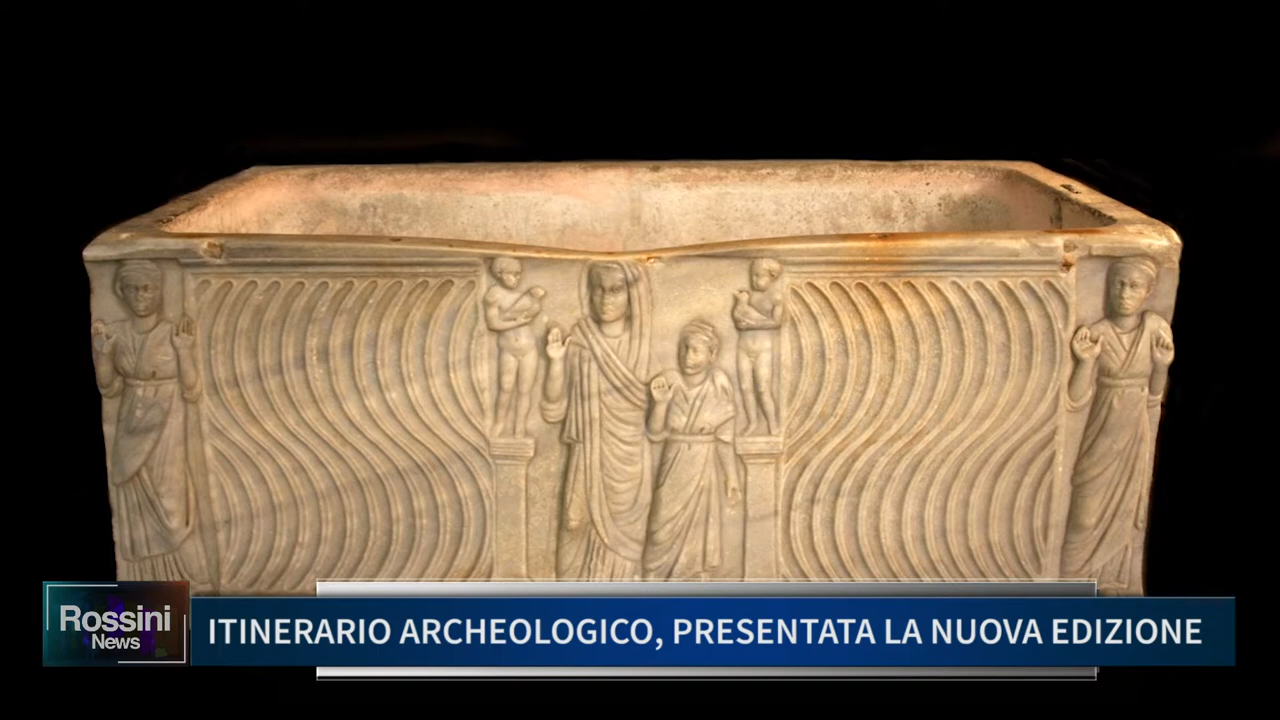 Rossini
News
ITINERARIO ARCHEOLOGICO, PRESENTATA LA NUOVA EDIZIONE